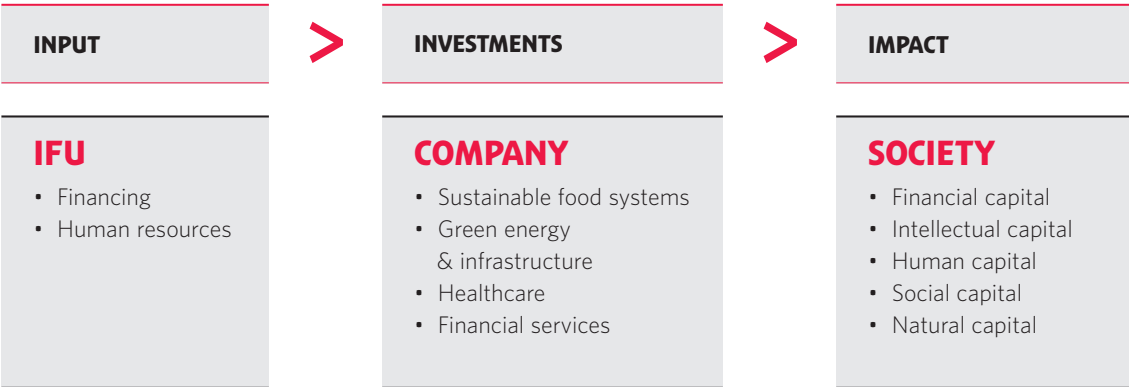 INPUT
>
INVESTMENTS
>
IMPACT
IFU
• Financing
• Human resources
COMPANY
• Sustainable food systems
• Green energy
& infrastructure
• Healthcare
• Financial services
SOCIETY
• Financial capital
• Intellectual capital
• Human capital
• Social capital
• Natural capital